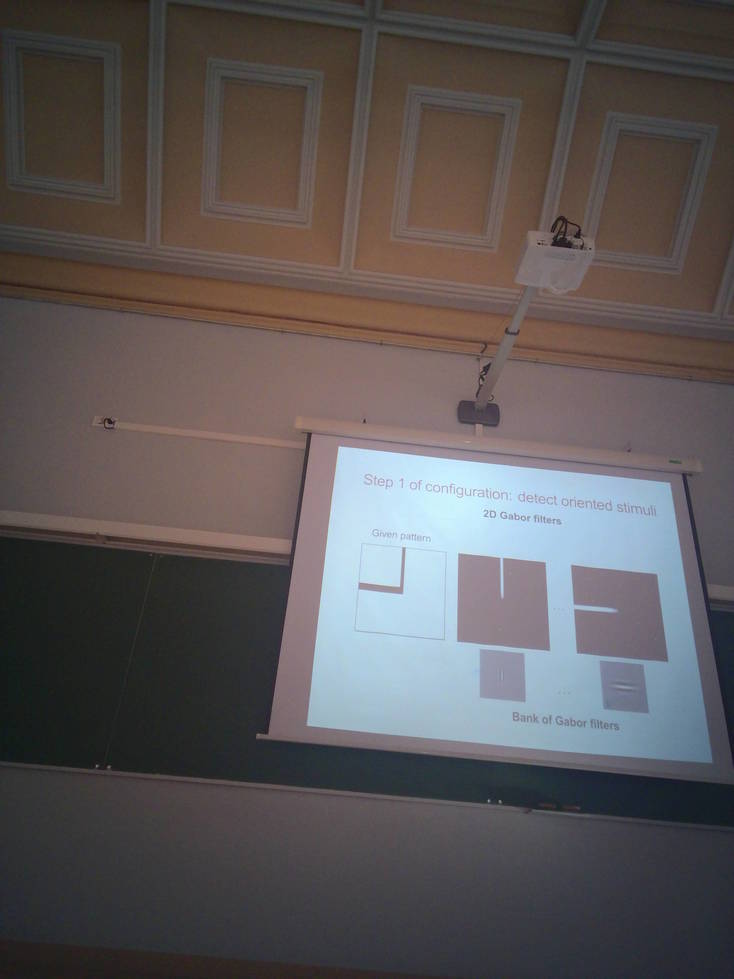 Step 1 of configuration: detect oriented stimuli
2D Gabor filters
Given pattern
...
...
Bank of Gabor filters